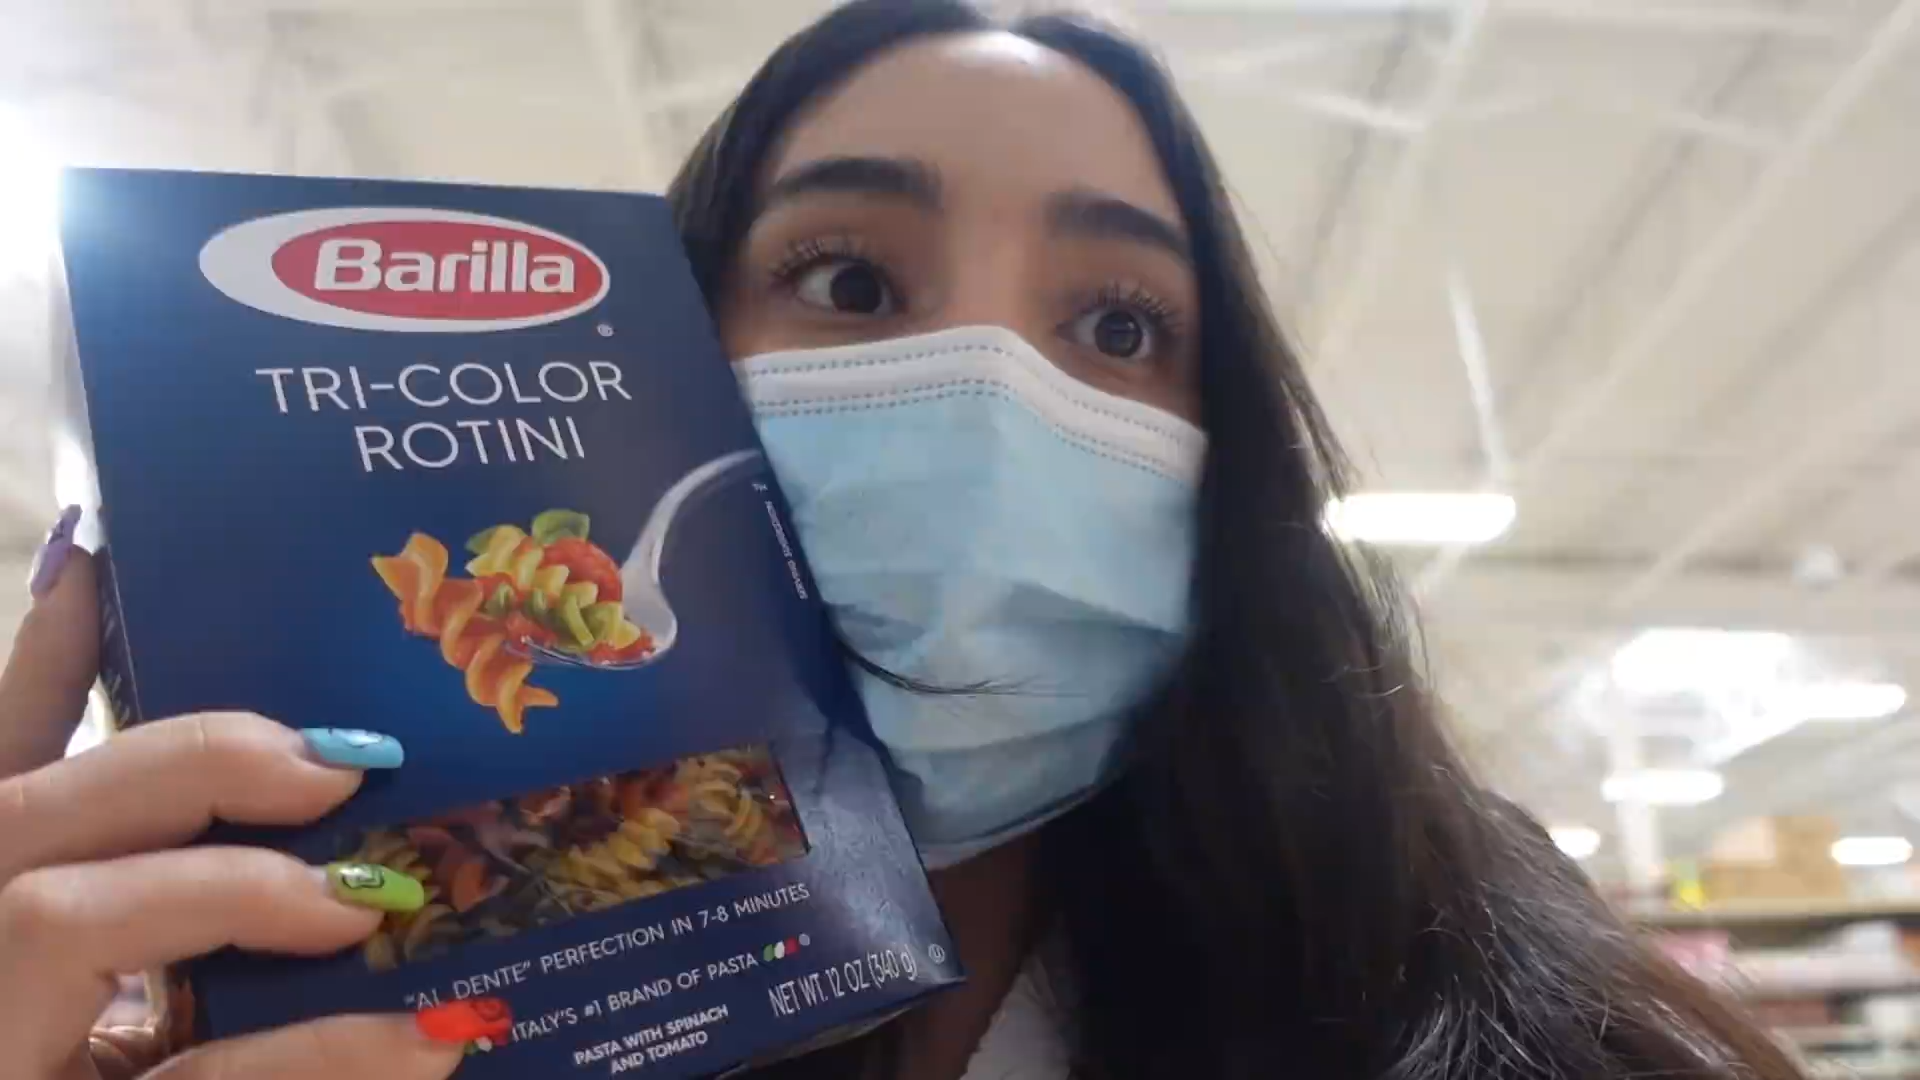 Barilla
®
TRI-COLOR
ROTINI
"AL DENTE" PERFECTION IN 7-8 MINUTES
ITALY'S #1 BRAND OF PASTA
NET WT. 12 OZ (340 g)
PASTA WITH SPINACH
AND TOMATO